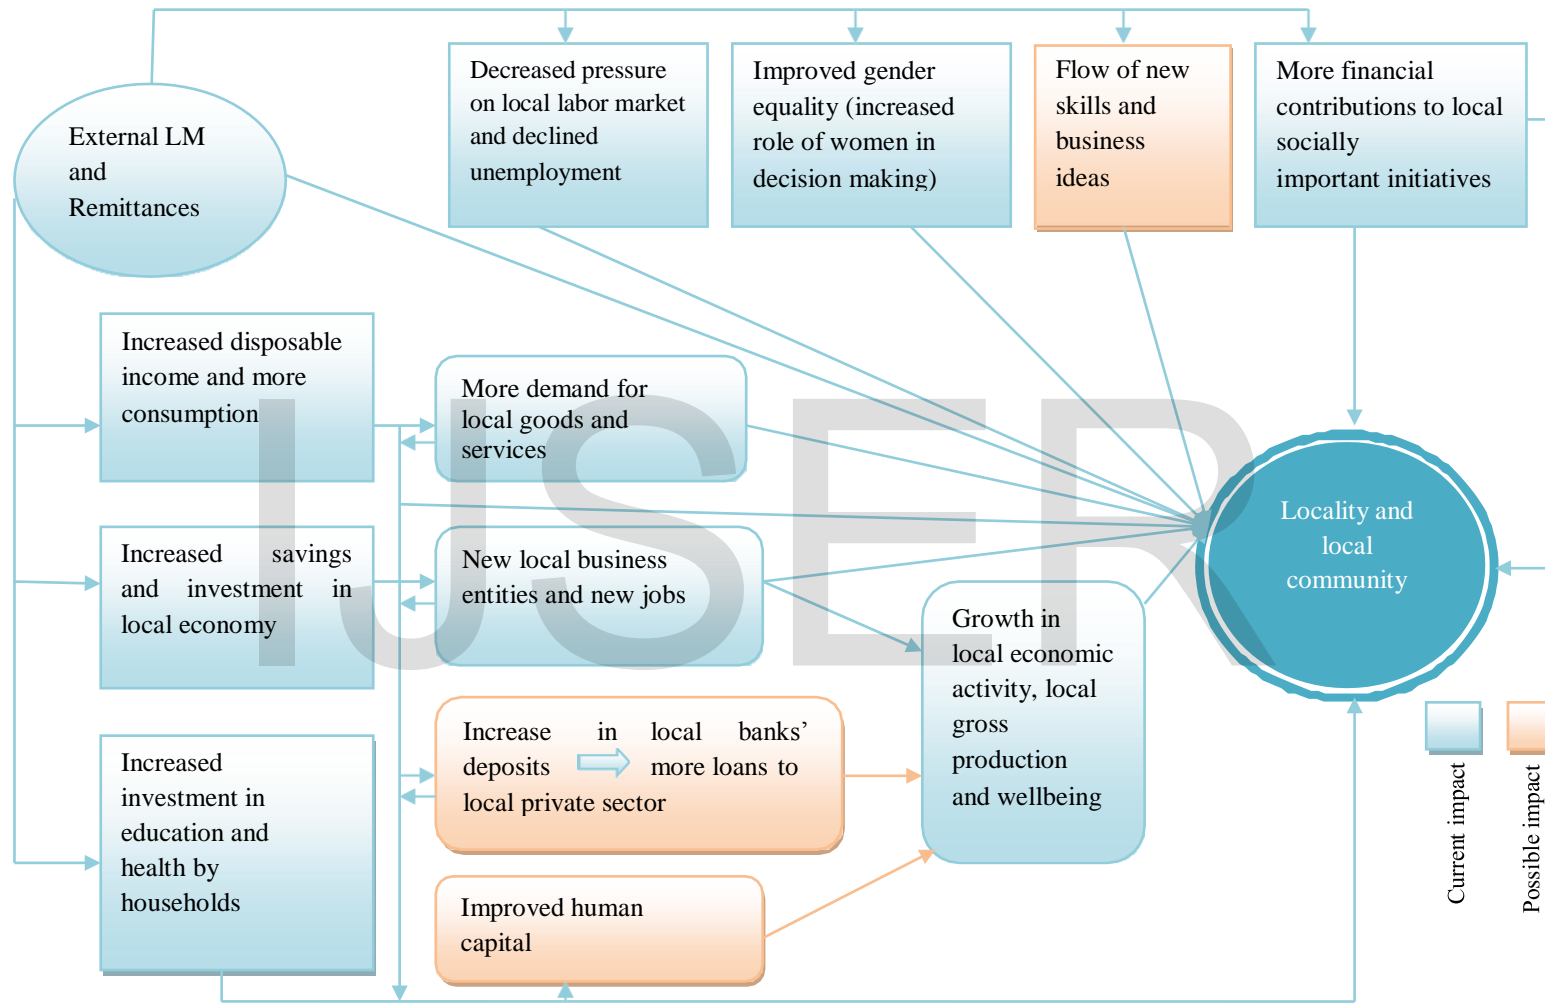 External LM
and
Remittances
Decreased pressure
on local labor market
and declined
unemployment
Improved gender
equality (increased
role of women in
decision making)
Flow of new
skills and
business
ideas
More financial
contributions to local
socially
important initiatives
Increased disposable
income and more
consumption
More demand for
local goods and
services
Increased savings
and investment in
local economy
New local business
entities and new jobs
Locality and
local
community
Growth in
local economic
activity, local
gross
production
and wellbeing
Increase in local banks’
deposits more loans to
local private sector
Increased
investment in
education and
health by
households
Improved human
capital
Current impact
Possible impact
IJSER